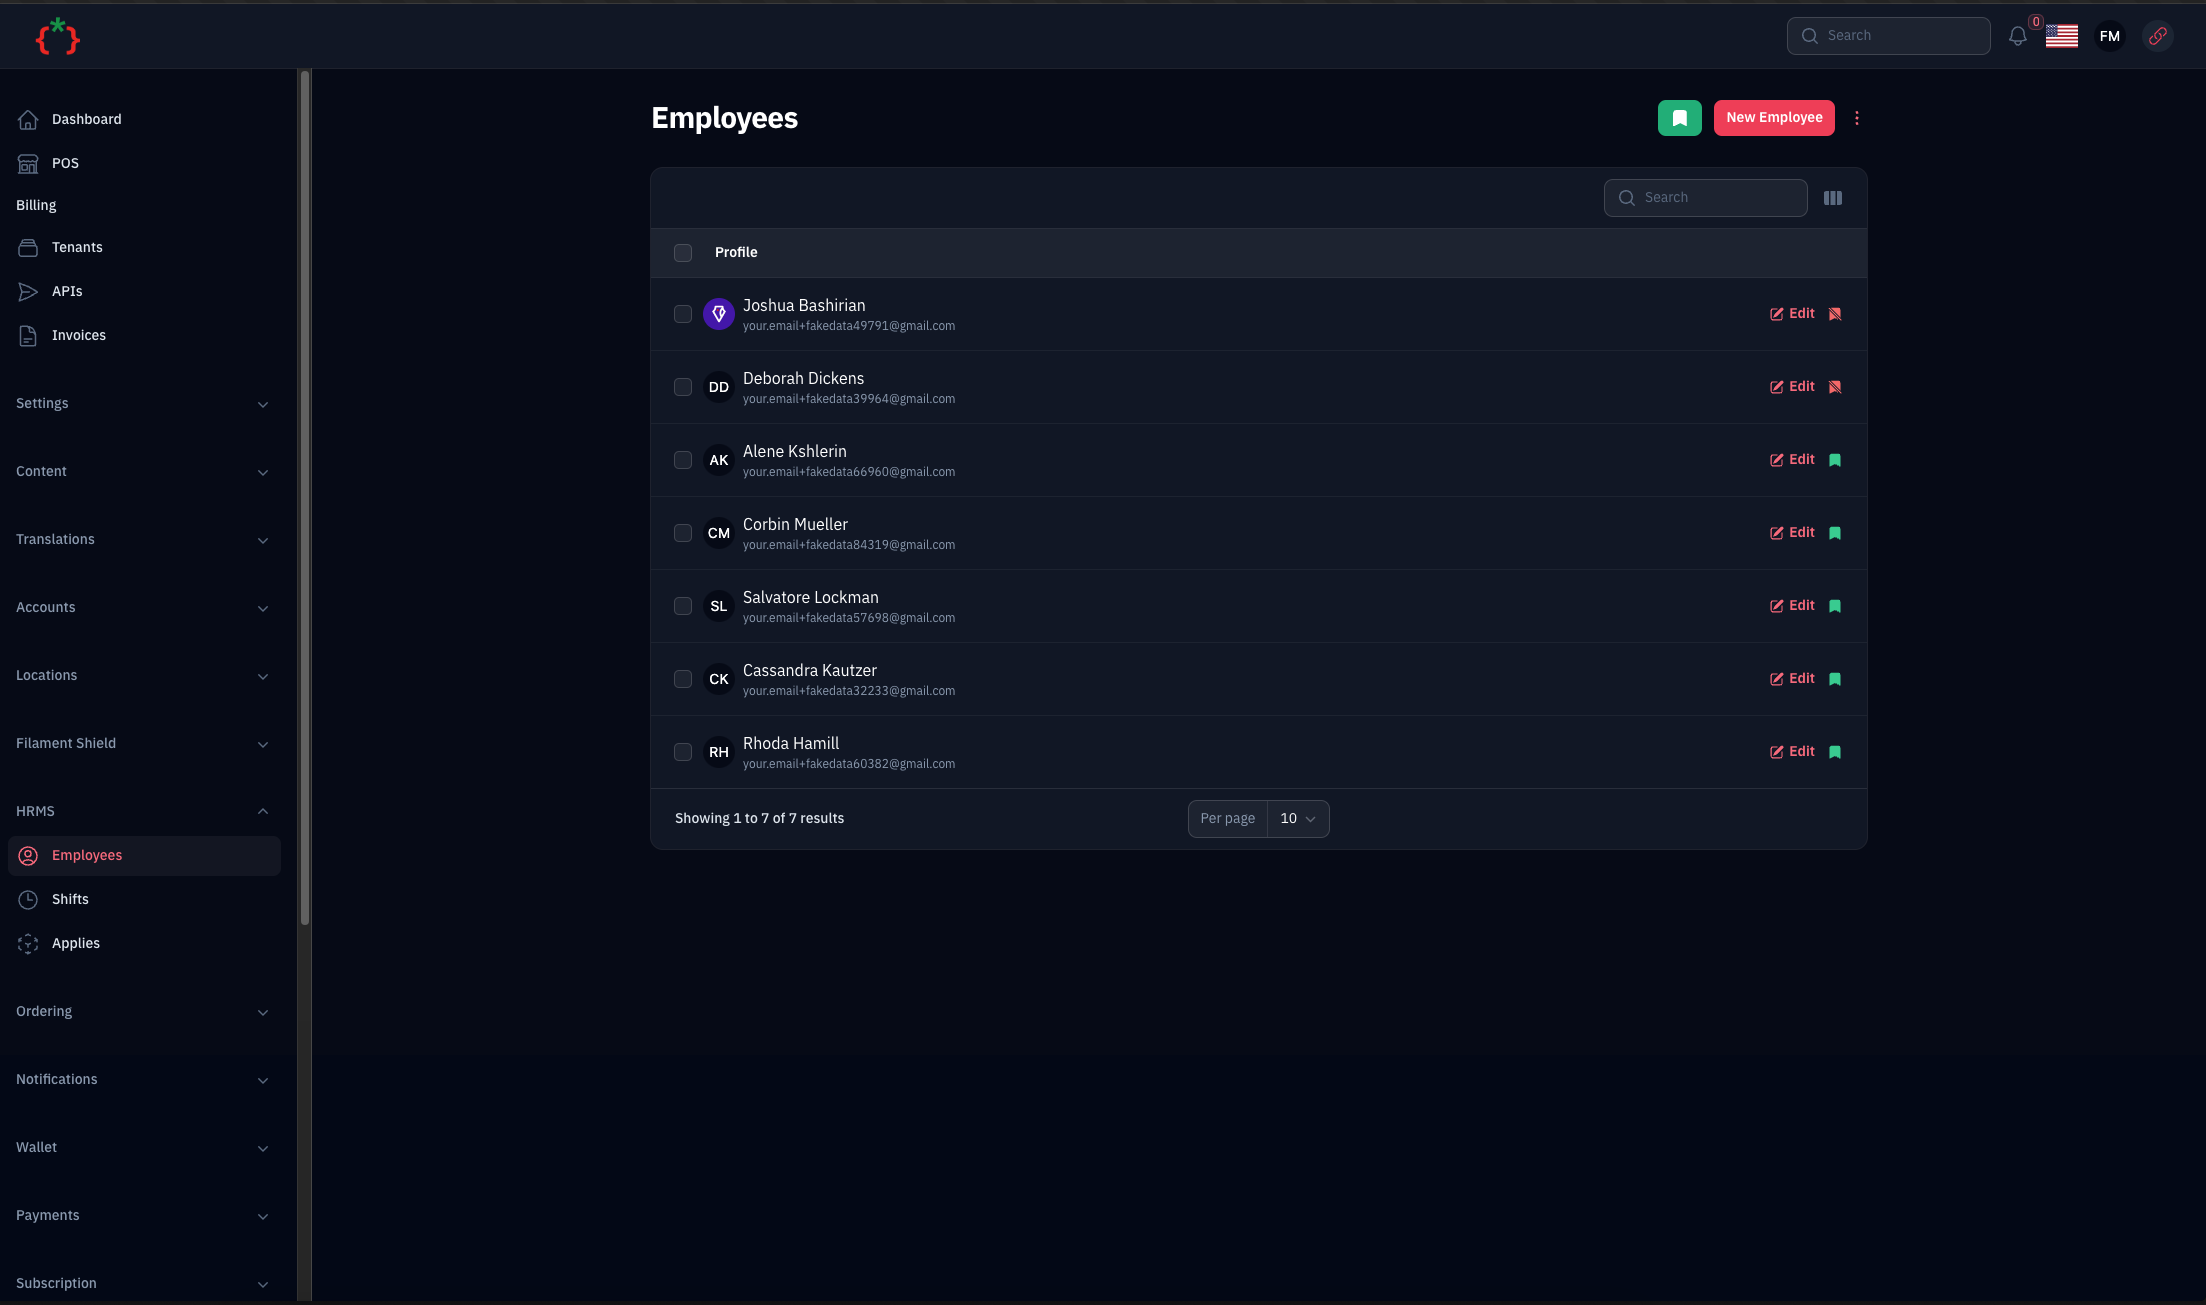 Search
0
FM
Dashboard
POS
Billing
Tenants
APIs
Invoices
Settings
Content
Translations
Accounts
Locations
Filament Shield
HRMS
Employees
Shifts
Applies
Ordering
Notifications
Wallet
Payments
Subscription
Employees
New Employee
Search
Profile
Joshua Bashirian
your.email+fakedata49791@gmail.com
Edit
DD
Deborah Dickens
your.email+fakedata39964@gmail.com
Edit
AK
Alene Kshlerin
your.email+fakedata66960@gmail.com
Edit
CM
Corbin Mueller
your.email+fakedata84319@gmail.com
Edit
SL
Salvatore Lockman
your.email+fakedata57698@gmail.com
Edit
CK
Cassandra Kautzer
your.email+fakedata32233@gmail.com
Edit
RH
Rhoda Hamill
your.email+fakedata60382@gmail.com
Edit
Showing 1 to 7 of 7 results
Per page 10